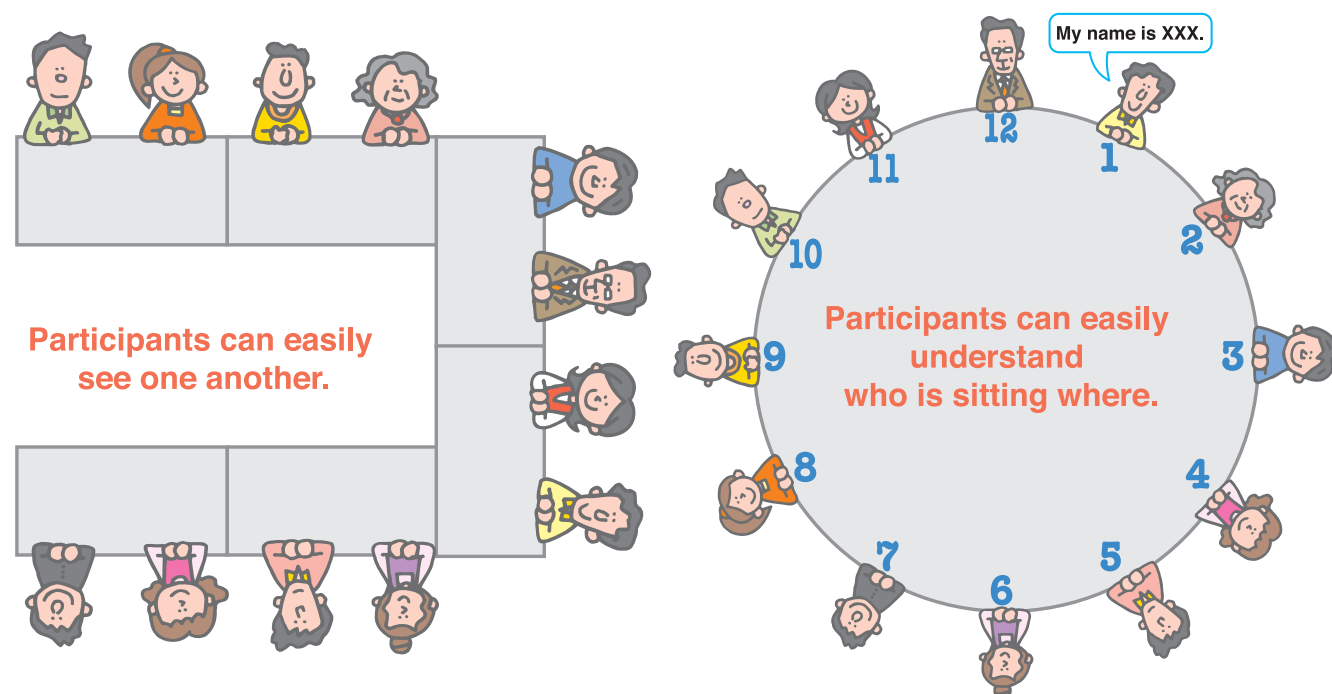 Participants can easily
see one another.
My name is XXX.
12
1
11
2
10
Participants can easily
understand
who is sitting where.
9
3
8
4
7
5
6